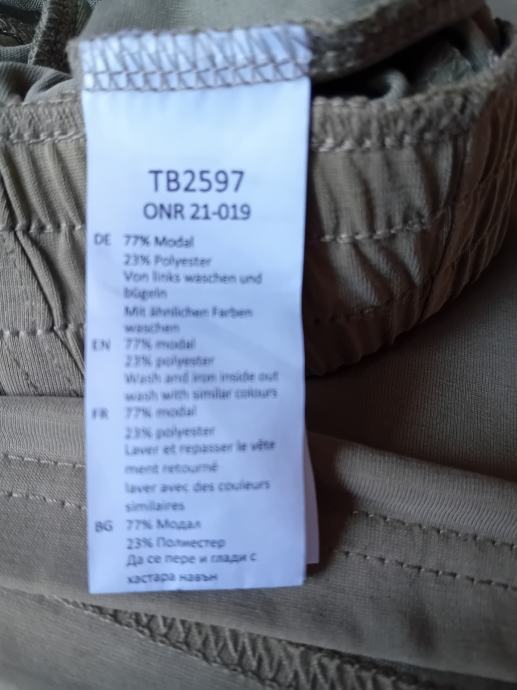 TB2597
ONR 21-019
DE 77% Modal
23% Polyester
Von links waschen und
bügeln
Mit ähnlichen Farben
waschen
EN 77% modal
23% polyester
Wash and iron inside out
wash with similar colours
FR 77% modal
23% polyester
Laver et repasser le vête
ment retourné
laver avec des couleurs
similaires
BG 77% Модал
23% Полиестер
Да се пере и глади с
хастара навън